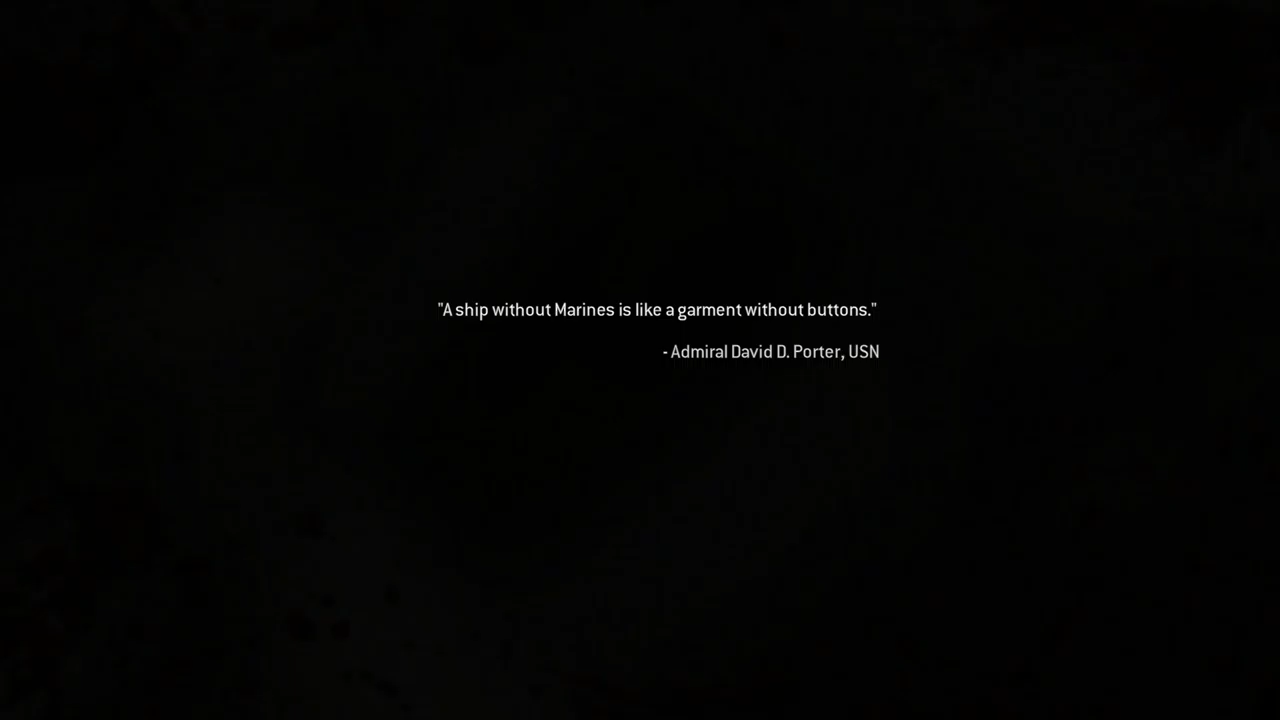 "A ship without Marines is like a garment without buttons."
- Admiral David D. Porter, USN